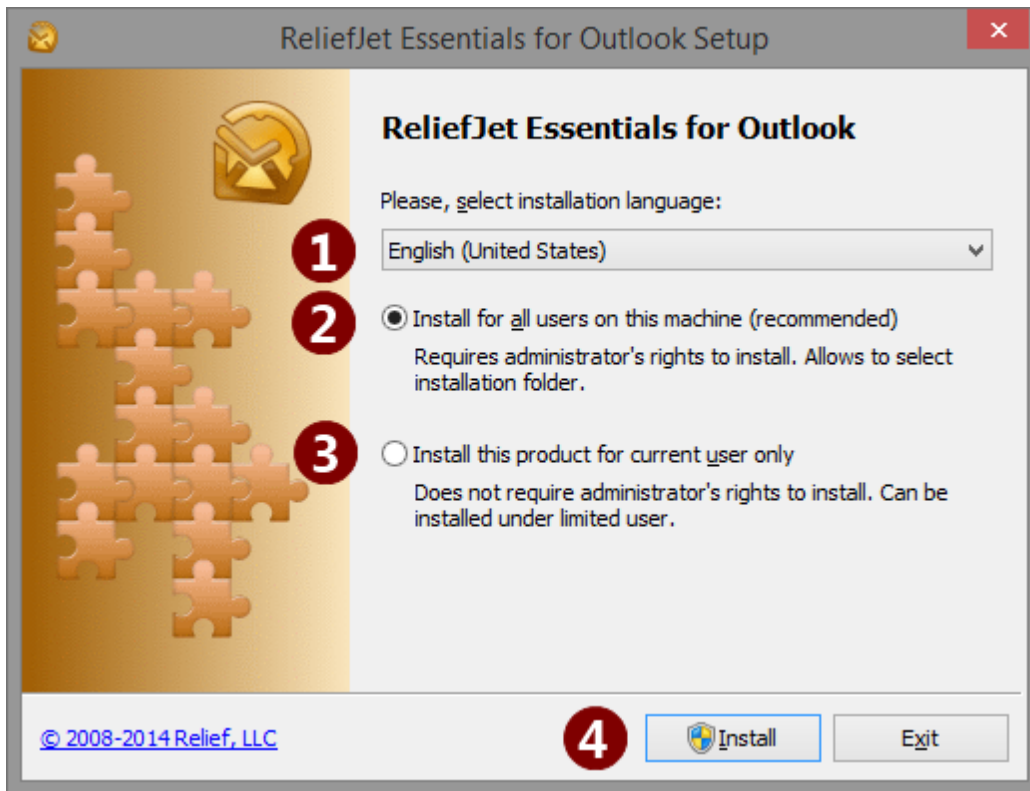 ReliefJet Essentials for Outlook Setup
ReliefJet Essentials for Outlook
Please, select installation language:
1
English (United States)
2
Install for all users on this machine (recommended)
Requires administrator's rights to install. Allows to select
installation folder.
3
Install this product for current user only
Does not require administrator's rights to install. Can be
installed under limited user.
© 2008-2014 Relief, LLC
4
Install
Exit